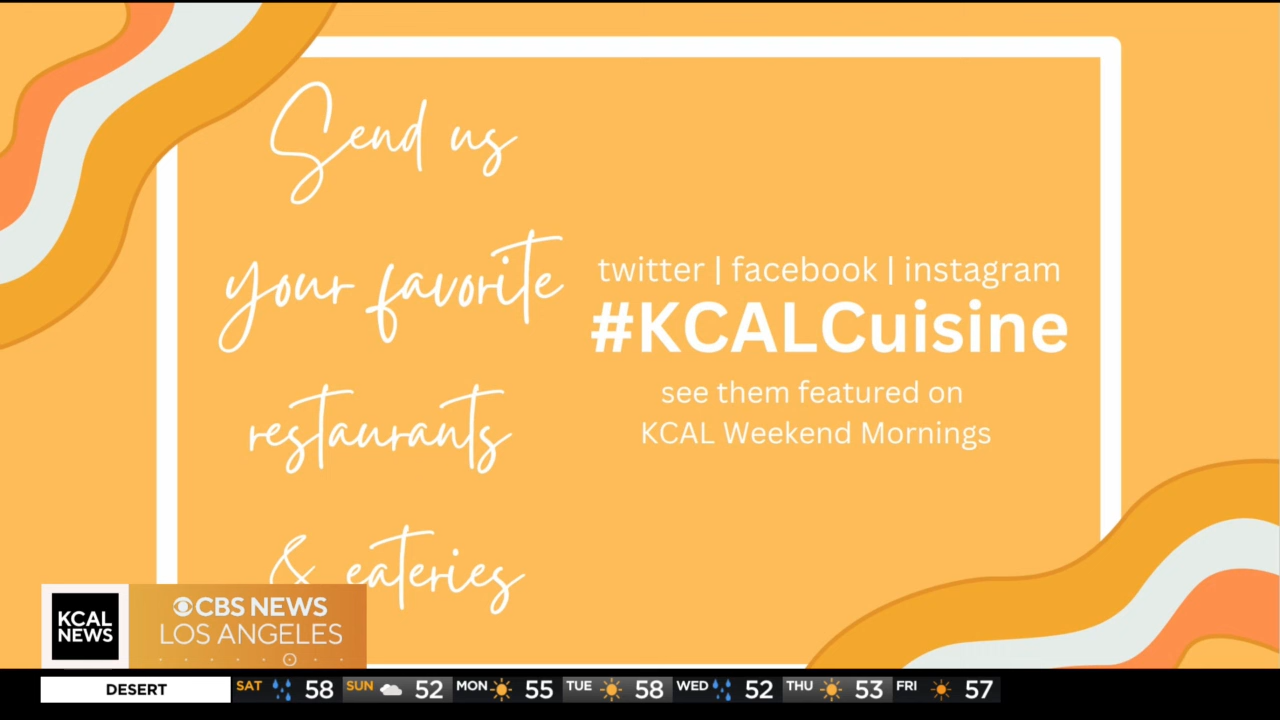 Send us
your favorite
restaurants
& eateries
twitter | facebook | instagram
#KCALCuisine
see them featured on
KCAL Weekend Mornings
KCAL
NEWS
CBS NEWS
LOS ANGELES
DESERT SAT 58 SUN 52 MON 55 TUE 58 WED 52 THU 53 FRI 57